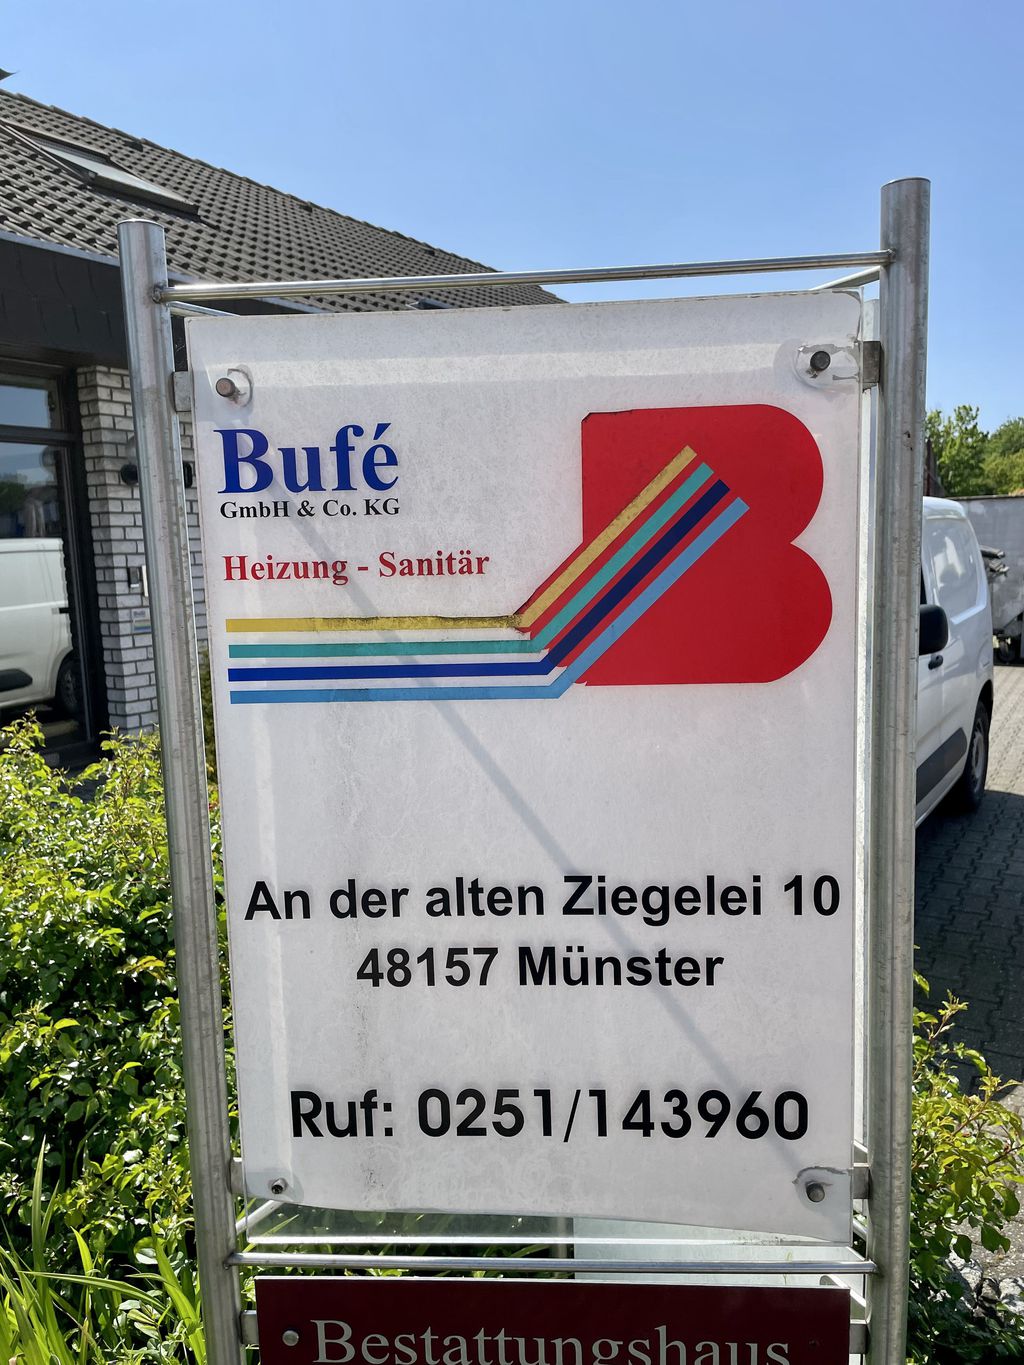 Bufé
GmbH & Co. KG
Heizung - Sanitär
B
An der alten Ziegelei 10
48157 Münster
Ruf: 0251/143960
Bestattungshaus